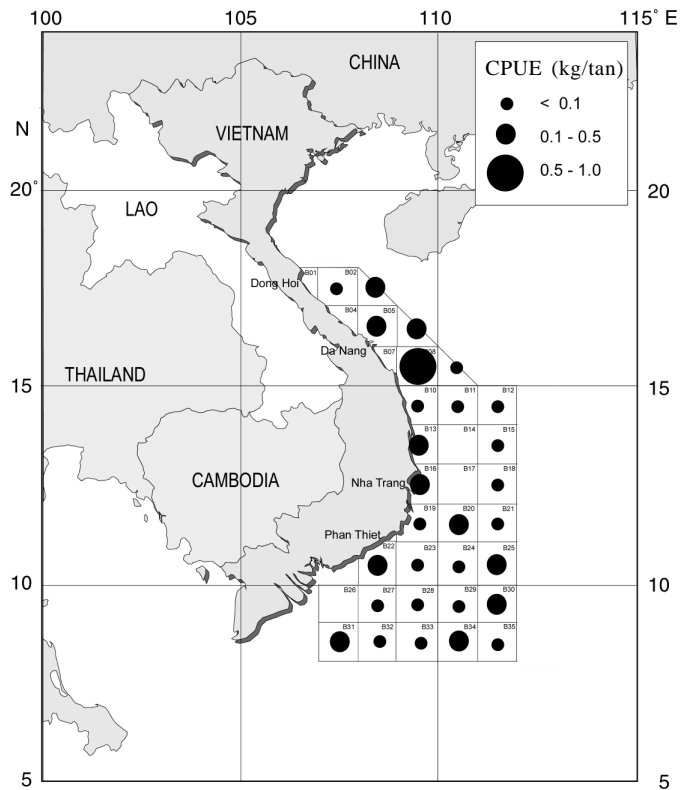 100 105 110 115° E
CHINA
CPUE (kg/tan)
< 0.1
0.1 - 0.5
0.5 - 1.0
N
VIETNAM
20° 20
LAO
B01 B02
Dong Hoi
B04 B05
Da Nang
B07 B08
THAILAND
15 15
B10 B11 B12
B13 B14 B15
CAMBODIA
B16 B17 B18
Nha Trang
B19 B20 B21
Phan Thiet
B22 B23 B24 B25
10 10
B26 B27 B28 B29 B30
B31 B32 B33 B34 B35
5 5